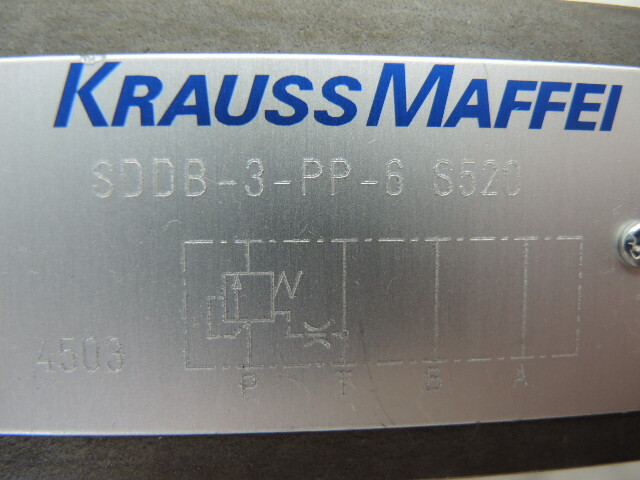 KRAUSSMAFFEI
SDDB-3-PP-6 S520
4503
P T B A